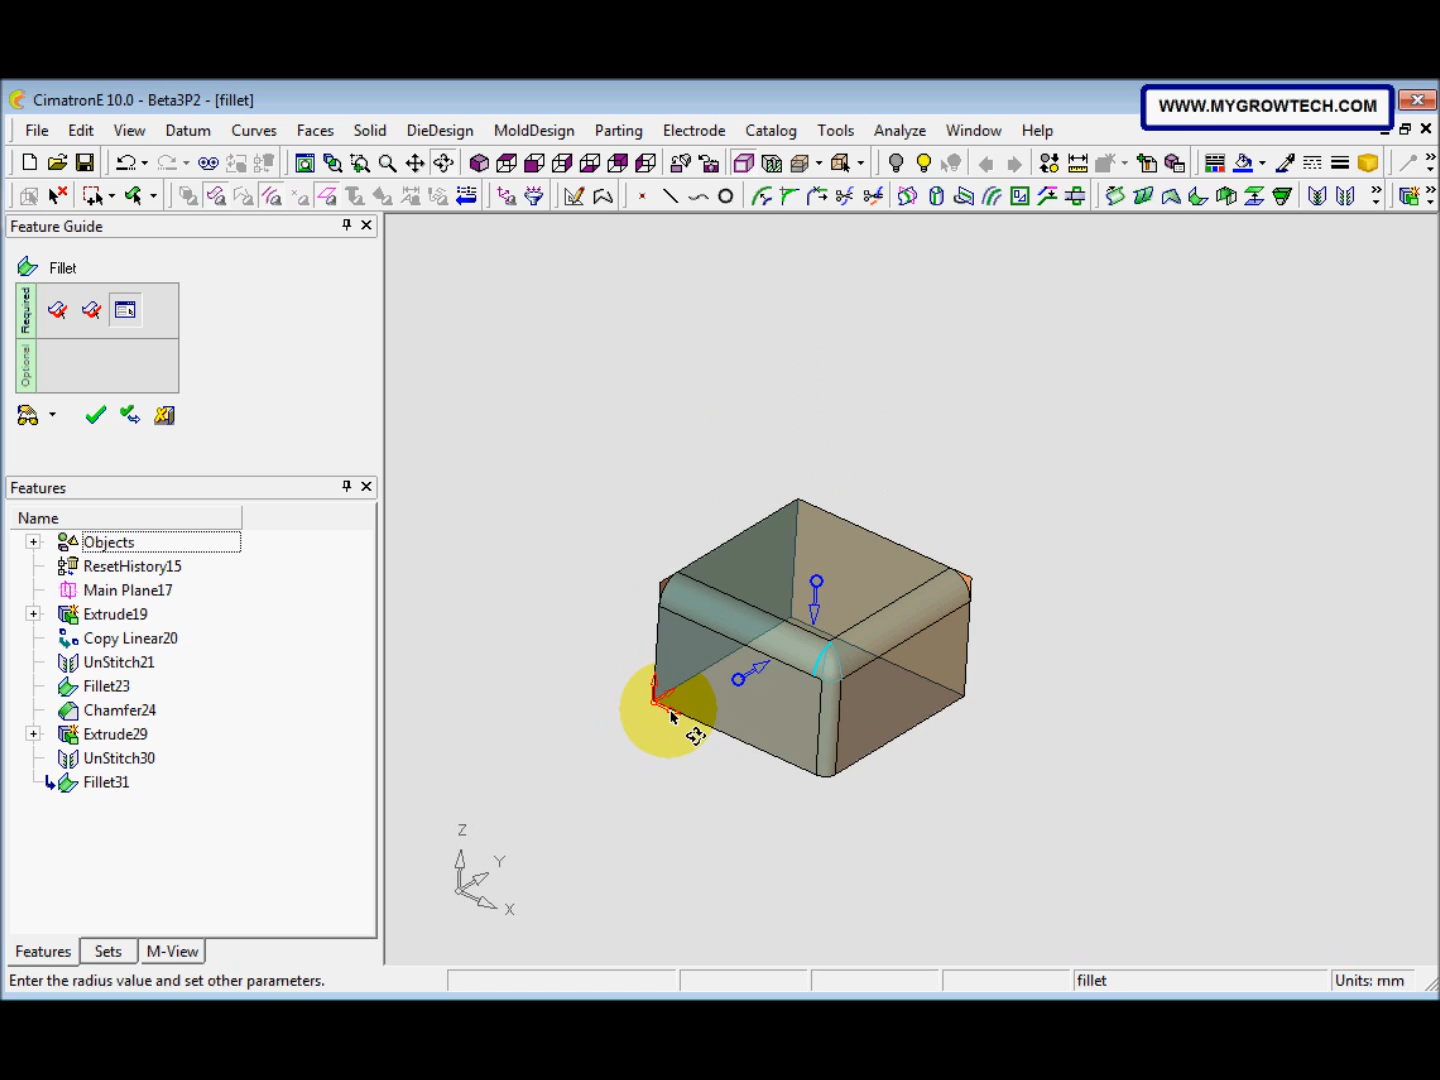 CimatronE 10.0 - Beta3P2 - [fillet]
WWW.MYGROWTECH.COM
File Edit View Datum Curves Faces Solid DieDesign MoldDesign Parting Electrode Catalog Tools Analyze Window Help
Feature Guide
Fillet
Required
Optional
Features
Name
Objects
ResetHistory15
Main Plane17
Extrude19
Copy Linear20
UnStitch21
Fillet23
Chamfer24
Extrude29
UnStitch30
Fillet31
Z
Y
X
Features Sets M-View
Enter the radius value and set other parameters. fillet Units: mm